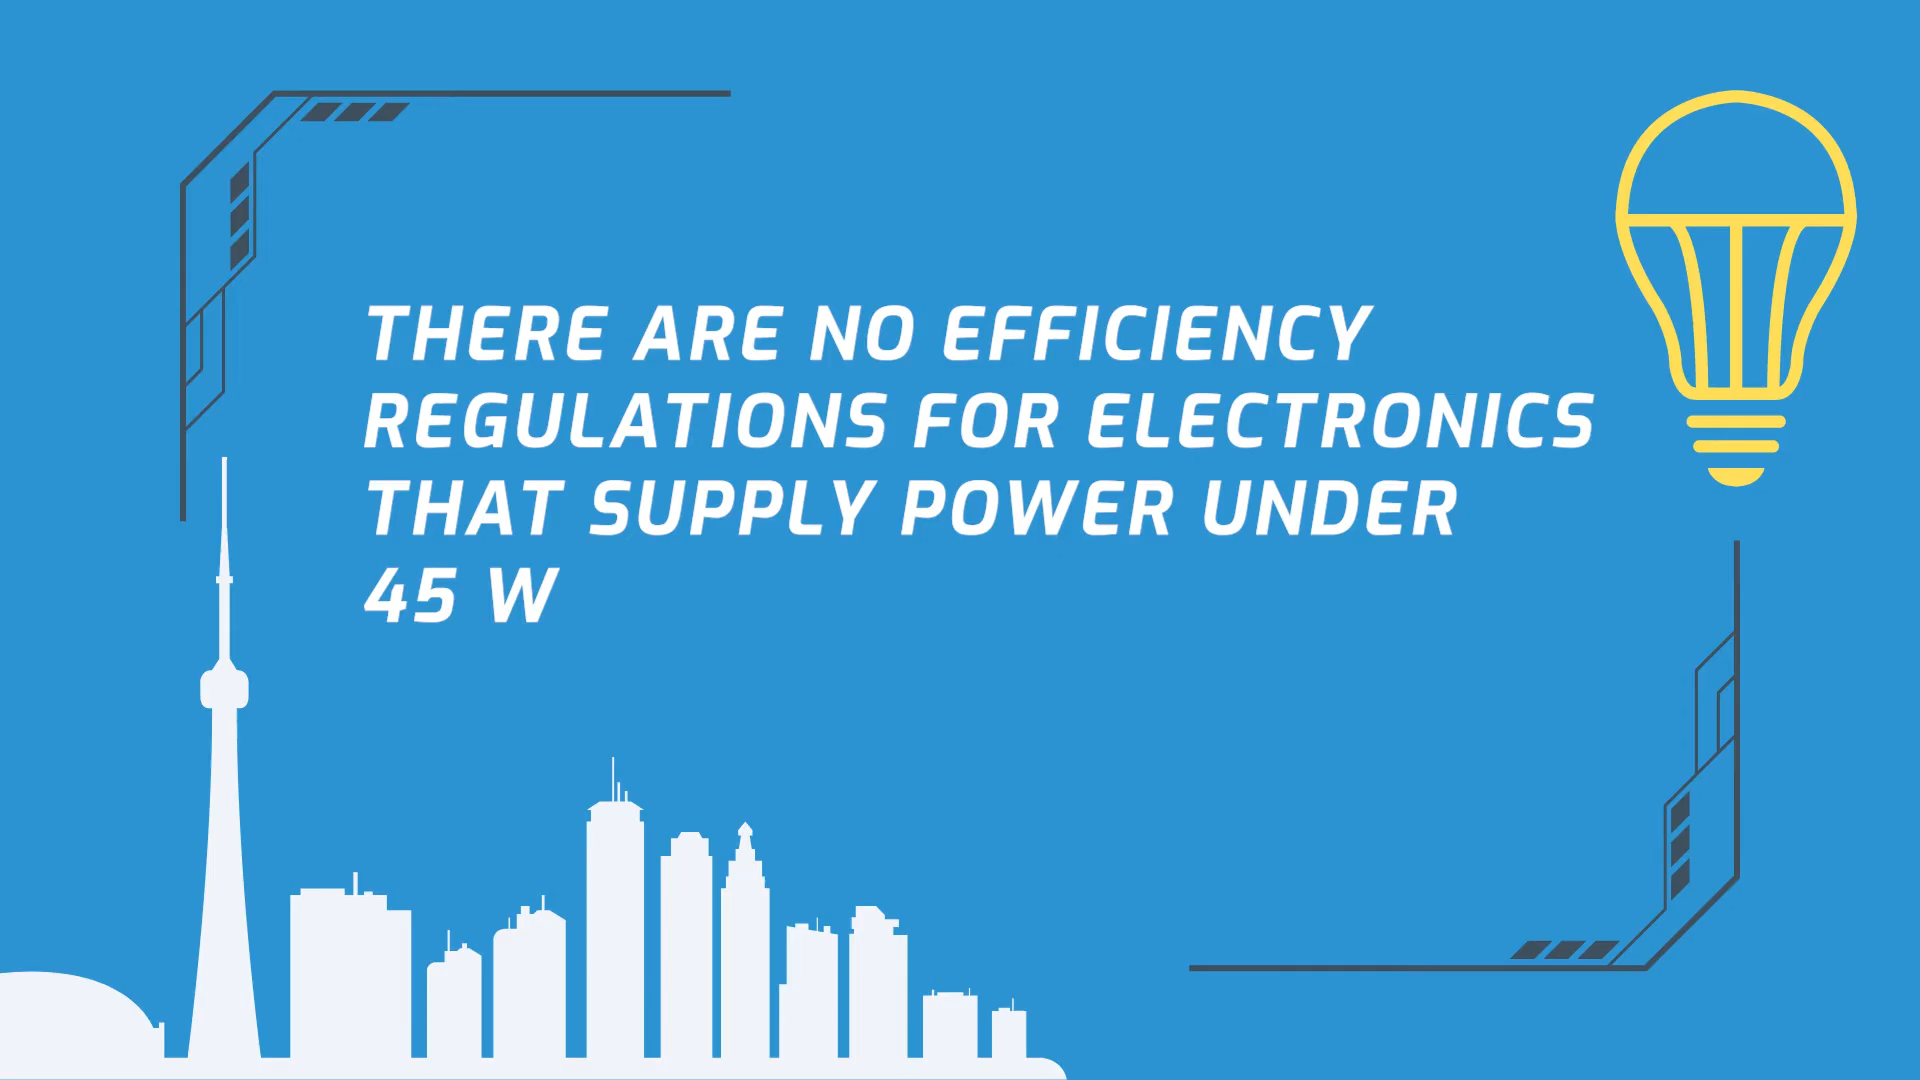 THERE ARE NO EFFICIENCY
REGULATIONS FOR ELECTRONICS
THAT SUPPLY POWER UNDER
45 W